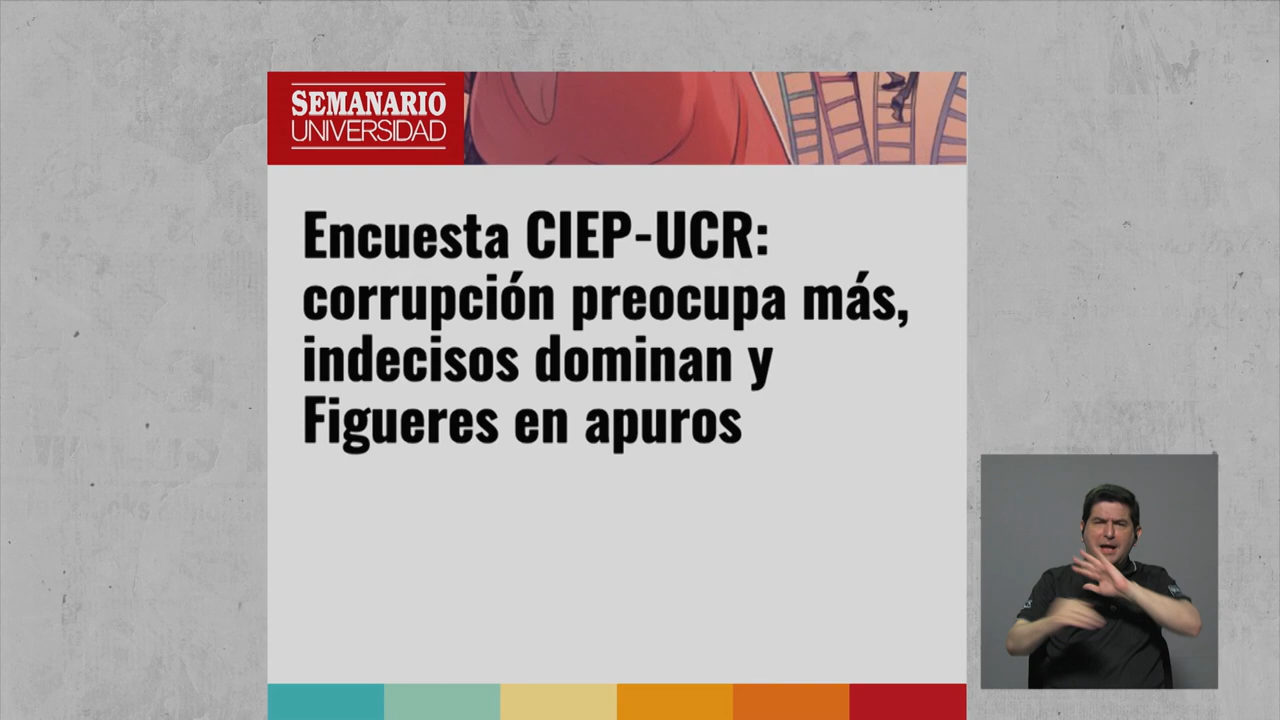 SEMANARIO
UNIVERSIDAD
Encuesta CIEP-UCR:
corrupción preocupa más,
indecisos dominan y
Figueres en apuros